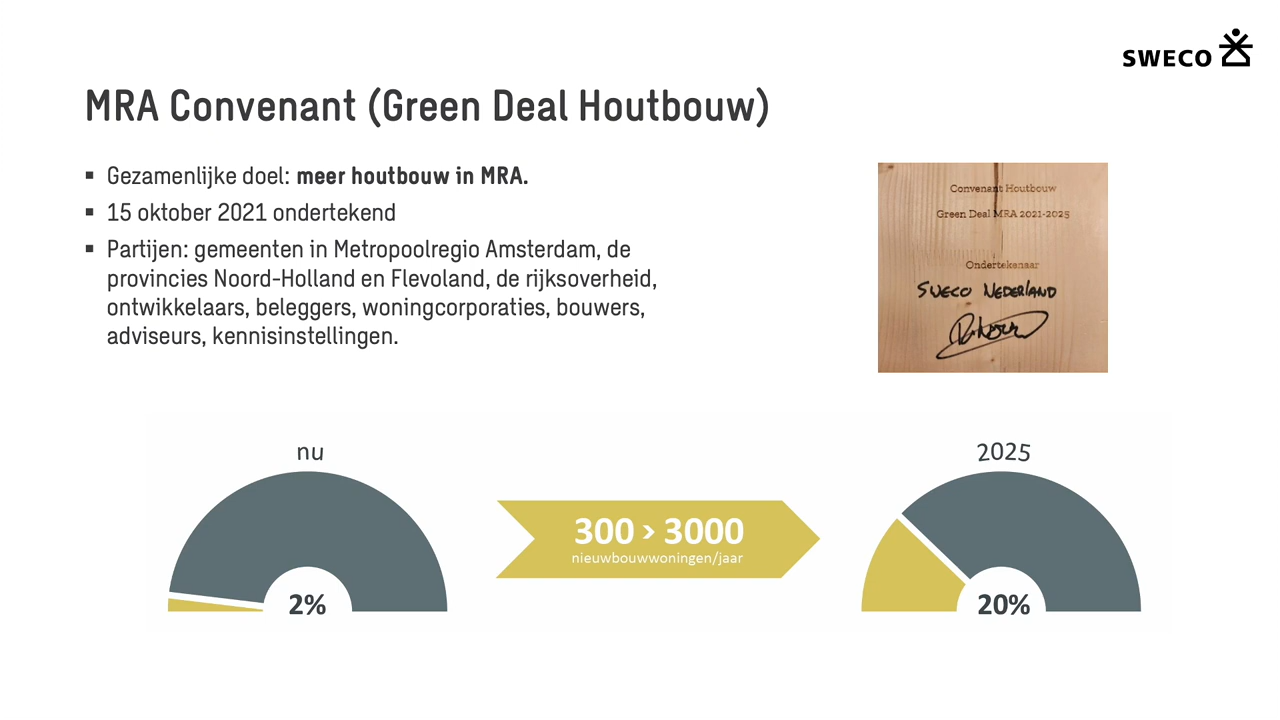 SWECO
MRA Convenant (Green Deal Houtbouw)
Gezamenlijke doel: meer houtbouw in MRA.
15 oktober 2021 ondertekend
Partijen: gemeenten in Metropoolregio Amsterdam, de
provincies Noord-Holland en Flevoland, de rijksoverheid,
ontwikkelaars, beleggers, woningcorporaties, bouwers,
adviseurs, kennisinstellingen.
Convenant Houtbouw
Green Deal MRA 2021-2025
Ondertekenaar
SWECO NEDERLAND
nu
2%
300 > 3000
nieuwbouwwoningen/jaar
2025
20%